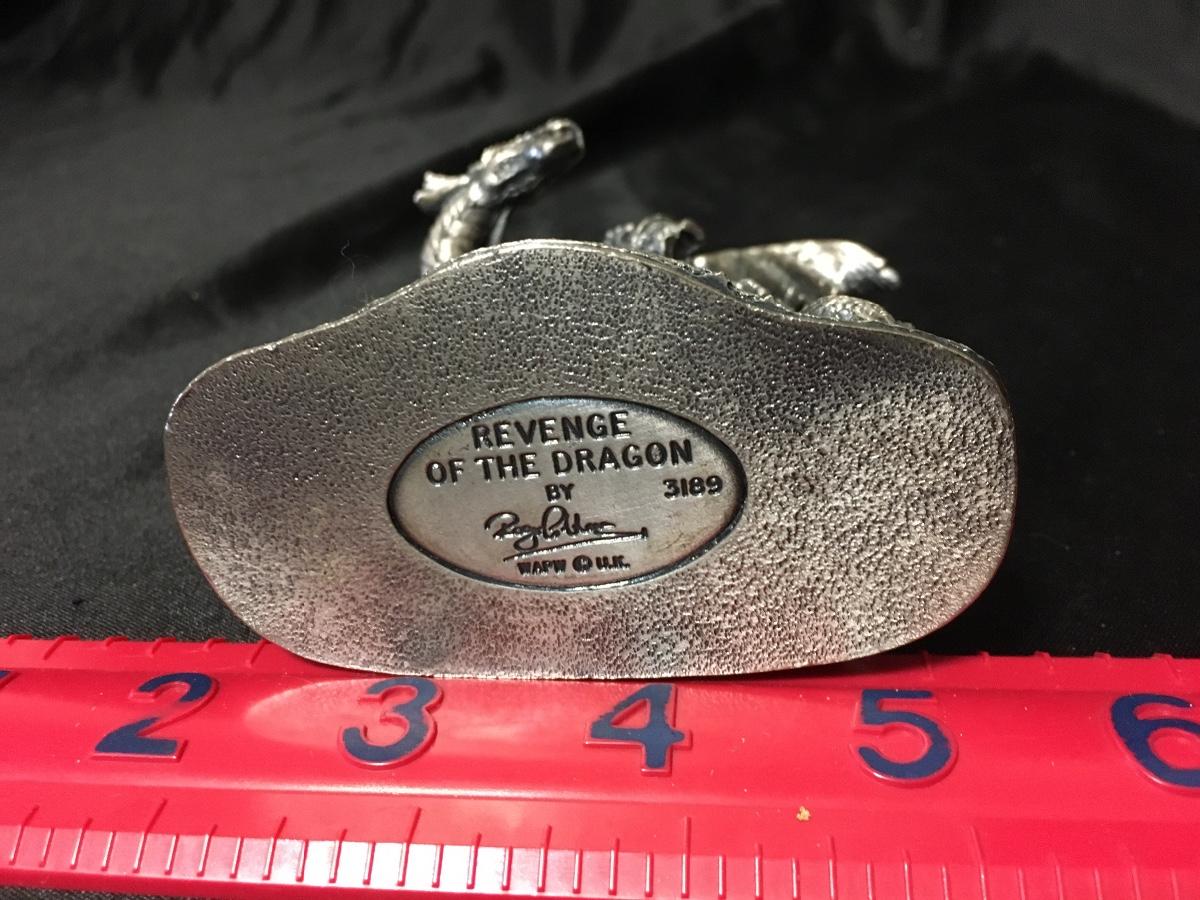 REVENGE
OF THE DRAGON
BY
3189
WAPW © U.K.
2 3 4 5 6